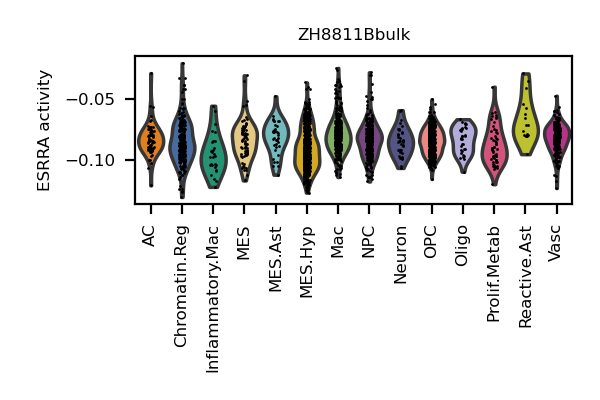 ZH8811Bbulk
ESRRA activity
−0.05
−0.10
AC
Chromatin.Reg
Inflammatory.Mac
MES
MES.Ast
MES.Hyp
Mac
NPC
Neuron
OPC
Oligo
Prolif.Metab
Reactive.Ast
Vasc